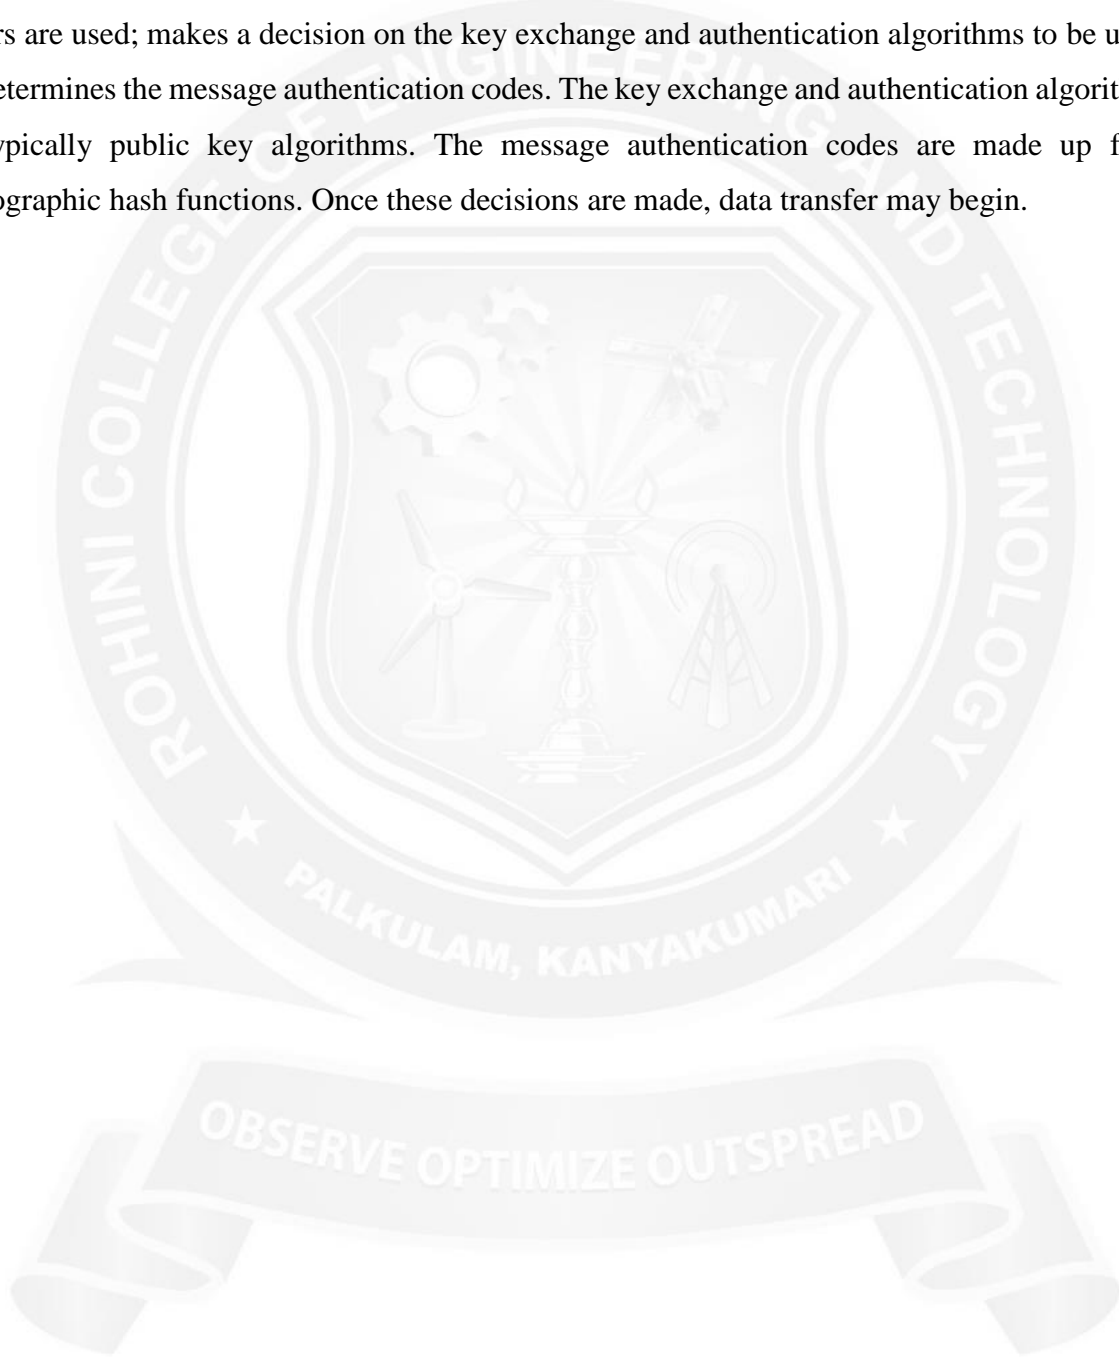 rs are used; makes a decision on the key exchange and authentication algorithms to be u
etermines the message authentication codes. The key exchange and authentication algorit
ypically public key algorithms. The message authentication codes are made up f
ographic hash functions. Once these decisions are made, data transfer may begin.
ROHINI COLLEGE OF ENGINEERING AND TECHNOLOGY
PALKULAM, KANYAKUMARI
OBSERVE OPTIMIZE OUTSPREAD